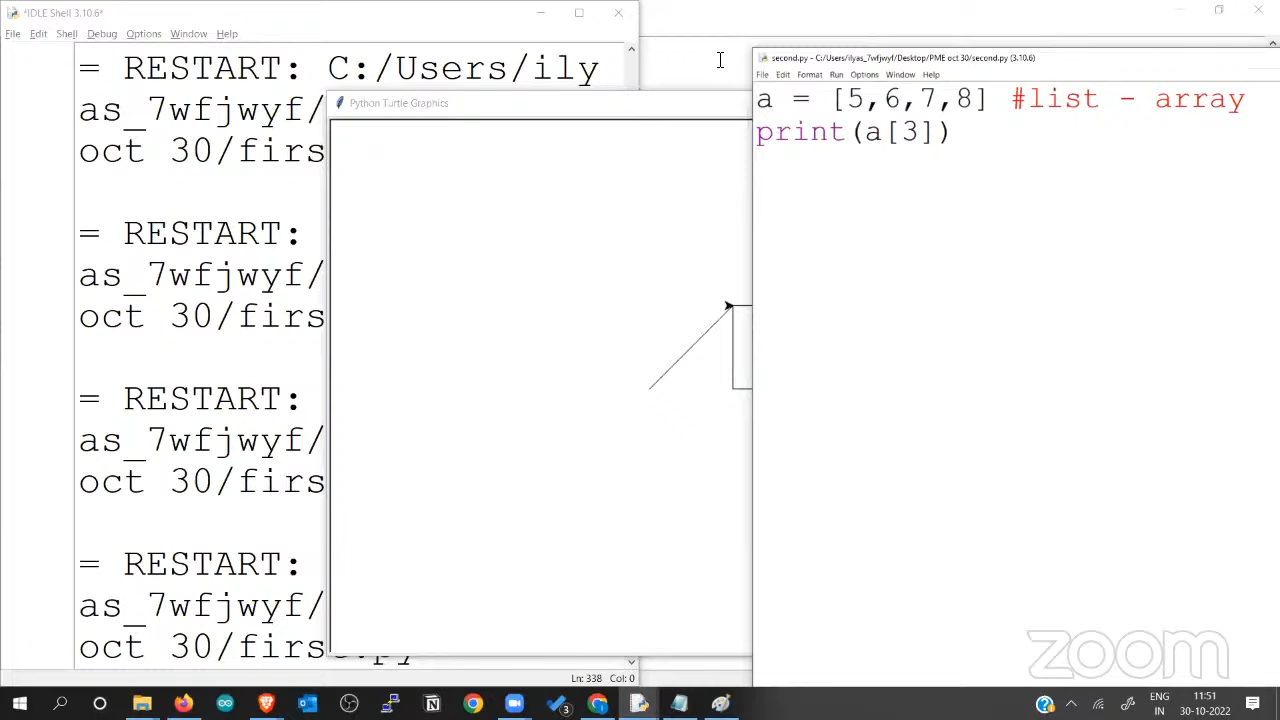 *IDLE Shell 3.10.6*
File Edit Shell Debug Options Window Help
= RESTART: C:/Users/ily
as_7wfjwyf/
oct 30/firs
= RESTART:
as_7wfjwyf/
oct 30/firs
= RESTART:
as_7wfjwyf/
oct 30/firs
= RESTART:
as_7wfjwyf/
oct 30/firs
Ln: 338 Col: 0
Python Turtle Graphics
second.py - C:/Users/ilyas_7wfjwyf/Desktop/PME oct 30/second.py (3.10.6)
File Edit Format Run Options Window Help
a = [5,6,7,8] #list - array
print(a[3])
zoom
3
ENG
IN
11:51
30-10-2022